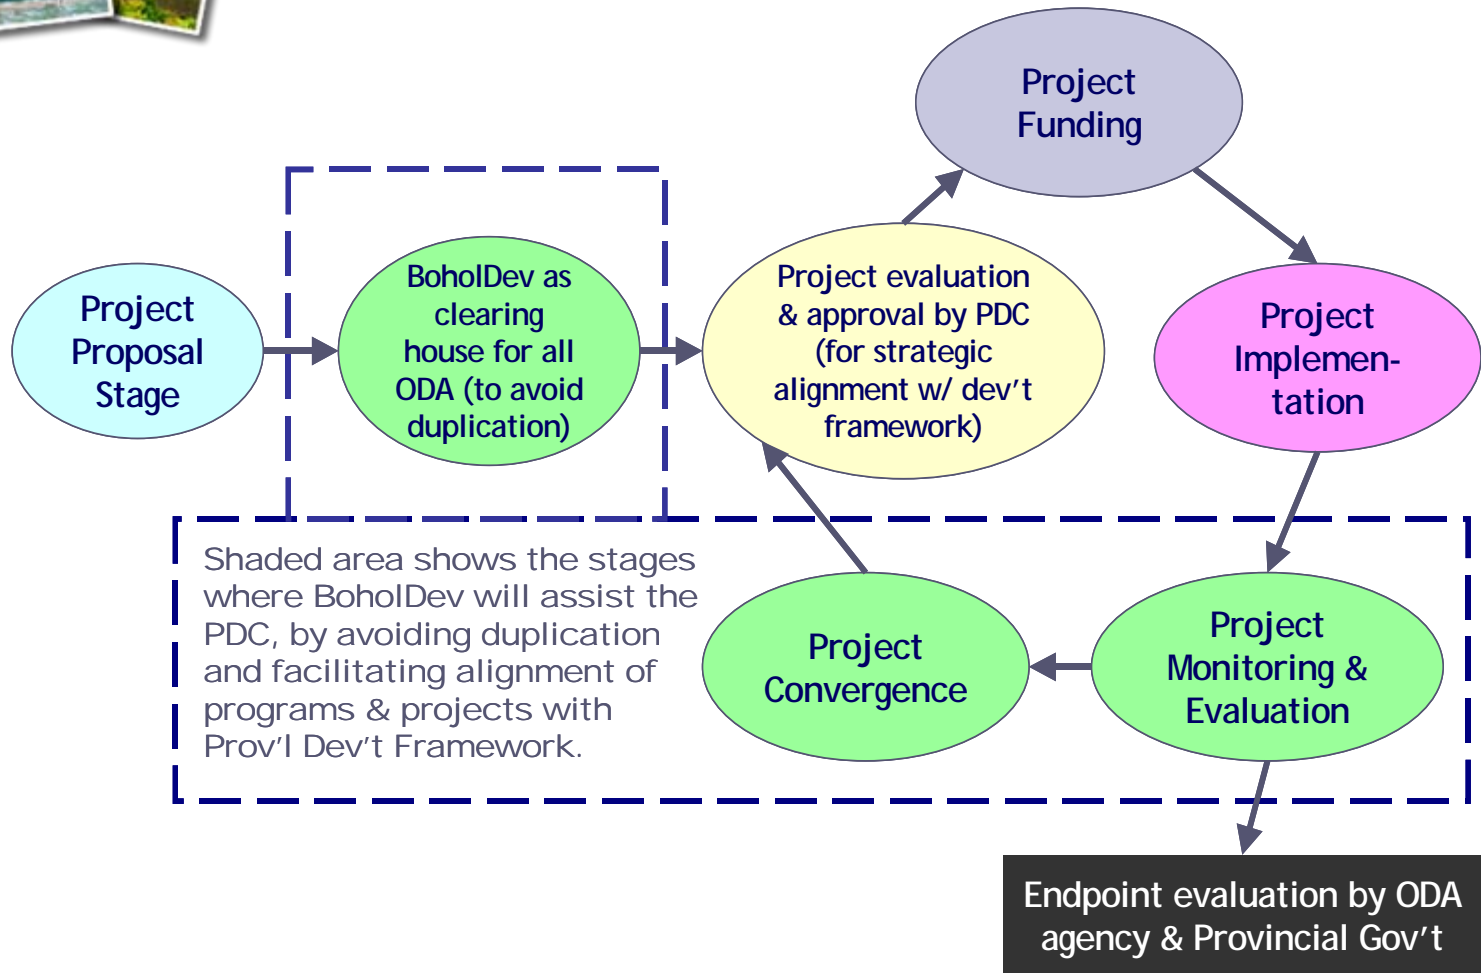 Project
Funding
Project
Proposal
Stage
BoholDev as
clearing
house for all
ODA (to avoid
duplication)
Project evaluation
& approval by PDC
(for strategic
alignment w/ dev't
framework)
Project
Implemen-
tation
Shaded area shows the stages
where BoholDev will assist the
PDC, by avoiding duplication
and facilitating alignment of
programs & projects with
Prov'l Dev't Framework.
Project
Convergence
Project
Monitoring &
Evaluation
Endpoint evaluation by ODA
agency & Provincial Gov't